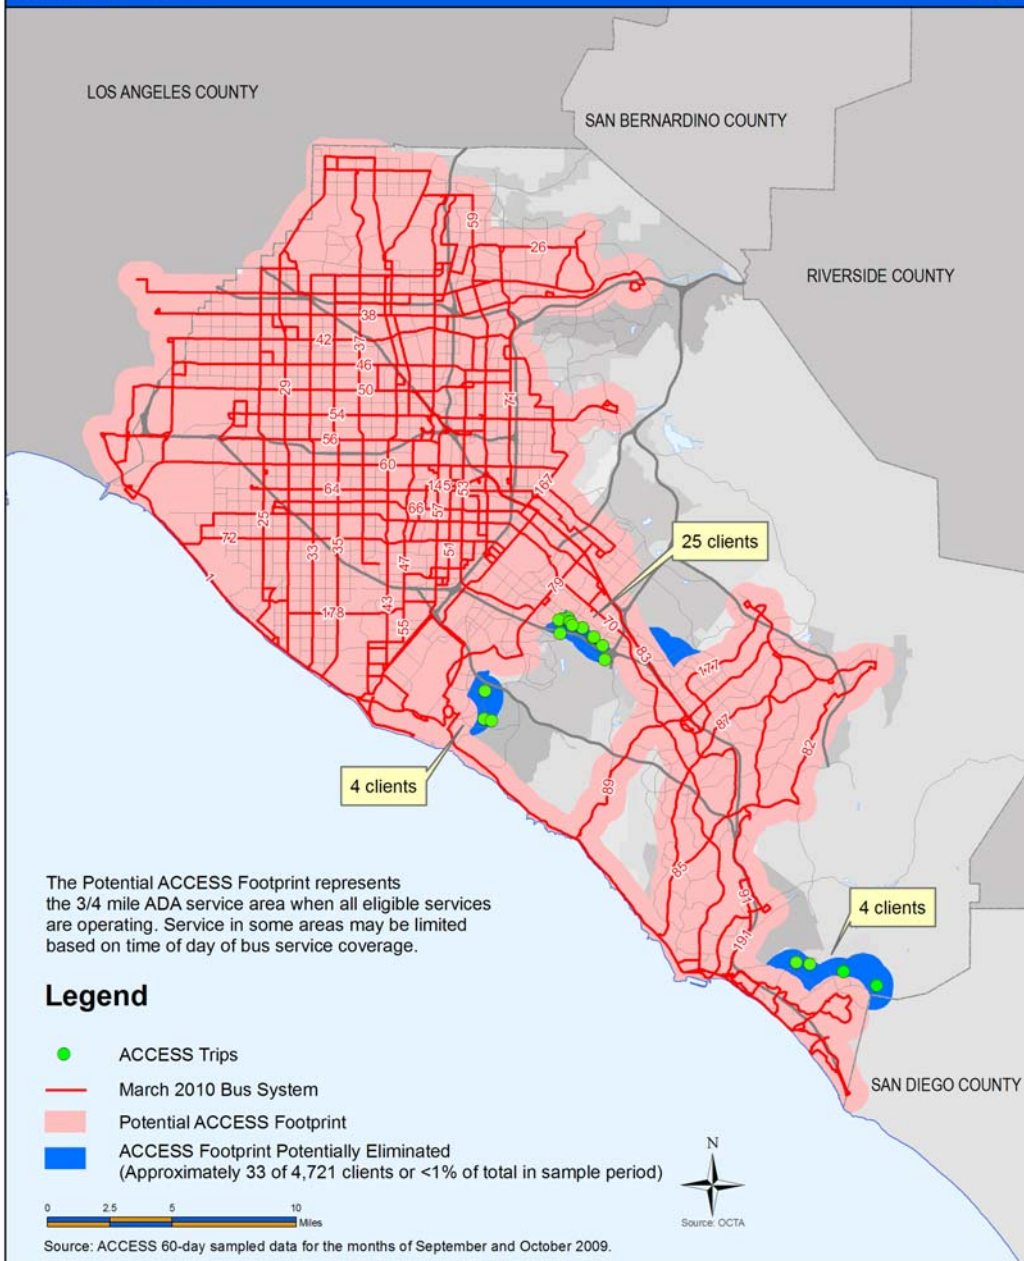 LOS ANGELES COUNTY
SAN BERNARDINO COUNTY
RIVERSIDE COUNTY
59
26
38
42
37
46
29
50
71
54
56
60
64
145
53
167
66
57
25
72
33
35
51
47
1
79
178
43
55
70
83
25 clients
177
87
82
4 clients
89
85
91
191
4 clients
The Potential ACCESS Footprint represents
the 3/4 mile ADA service area when all eligible services
are operating. Service in some areas may be limited
based on time of day of bus service coverage.
Legend
ACCESS Trips
March 2010 Bus System
Potential ACCESS Footprint
ACCESS Footprint Potentially Eliminated
(Approximately 33 of 4,721 clients or <1% of total in sample period)
SAN DIEGO COUNTY
N
Source: OCTA
0 2.5 5 10
Miles
Source: ACCESS 60-day sampled data for the months of September and October 2009.